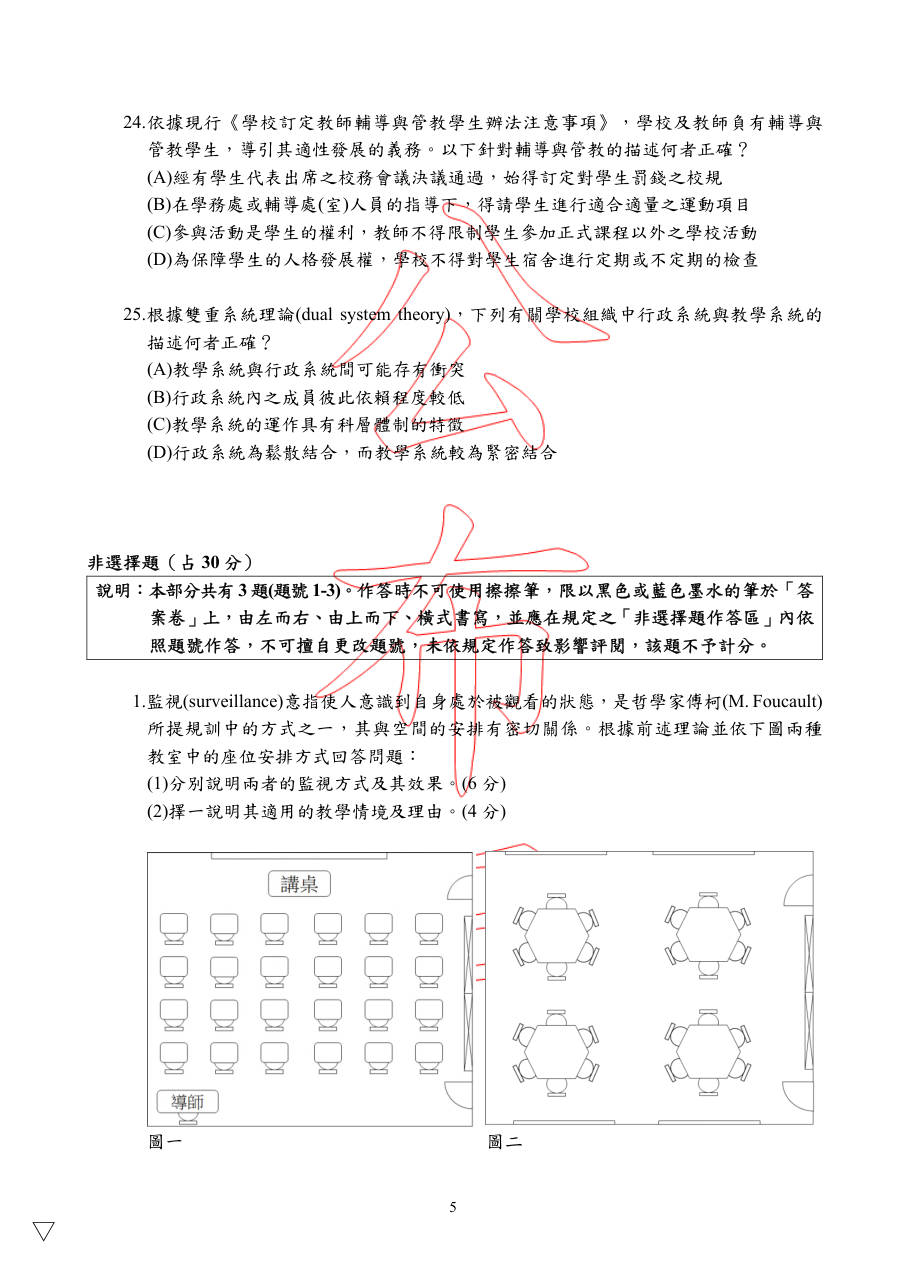 24.依據現行《學校訂定教師輔導與管教學生辦法注意事項》，學校及教師負有輔導與
管教學生，導引其適性發展的義務。以下針對輔導與管教的描述何者正確？
(A)經有學生代表出席之校務會議決議通過，始得訂定對學生罰錢之校規
(B)在學務處或輔導處(室)人員的指導下，得請學生進行適合適量之運動項目
(C)參與活動是學生的權利，教師不得限制學生參加正式課程以外之學校活動
(D)為保障學生的人格發展權，學校不得對學生宿舍進行定期或不定期的檢查
25.根據雙重系統理論(dual system theory)，下列有關學校組織中行政系統與教學系統的
描述何者正確？
(A)教學系統與行政系統間可能存有衝突
(B)行政系統內之成員彼此依賴程度較低
(C)教學系統的運作具有科層體制的特徵
(D)行政系統為鬆散結合，而教學系統較為緊密結合
非選擇題（占 30 分）
說明：本部分共有 3 題(題號 1-3)。作答時不可使用擦擦筆，限以黑色或藍色墨水的筆於「答
案卷」上，由左而右、由上而下、橫式書寫，並應在規定之「非選擇題作答區」內依
照題號作答，不可擅自更改題號，未依規定作答致影響評閱，該題不予計分。
1.監視(surveillance)意指使人意識到自身處於被觀看的狀態，是哲學家傅柯(M. Foucault)
所提規訓中的方式之一，其與空間的安排有密切關係。根據前述理論並依下圖兩種
教室中的座位安排方式回答問題：
(1)分別說明兩者的監視方式及其效果。(6 分)
(2)擇一說明其適用的教學情境及理由。(4 分)
講桌
導師
圖一
圖二
5
公
布